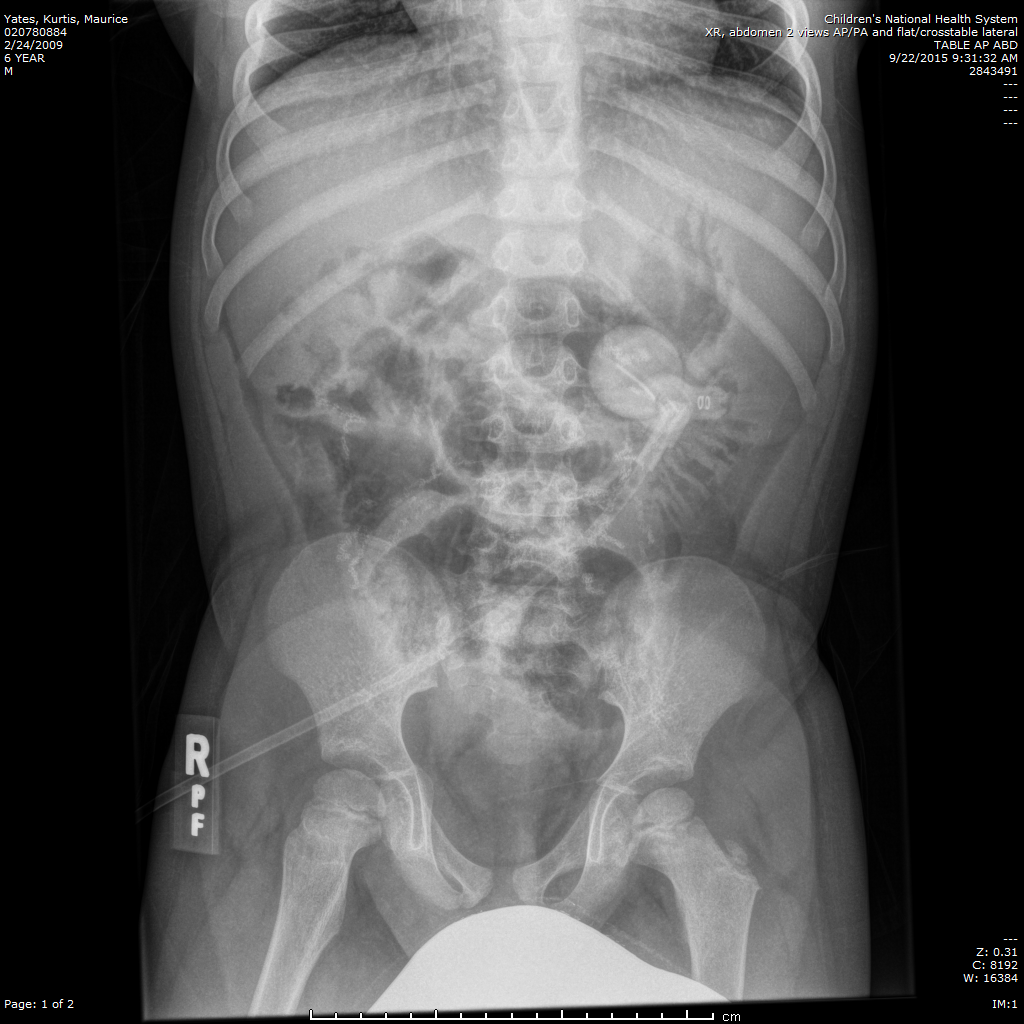 Yates, Kurtis, Maurice
020780884
2/24/2009
6 YEAR
M
Children's National Health System
XR, abdomen 2 views AP/PA and flat/crosstable lateral
TABLE AP ABD
9/22/2015 9:31:32 AM
2843491
---
---
---
---
R
P
F
---
Z: 0.31
C: 8192
W: 16384
Page: 1 of 2
IM:1
cm